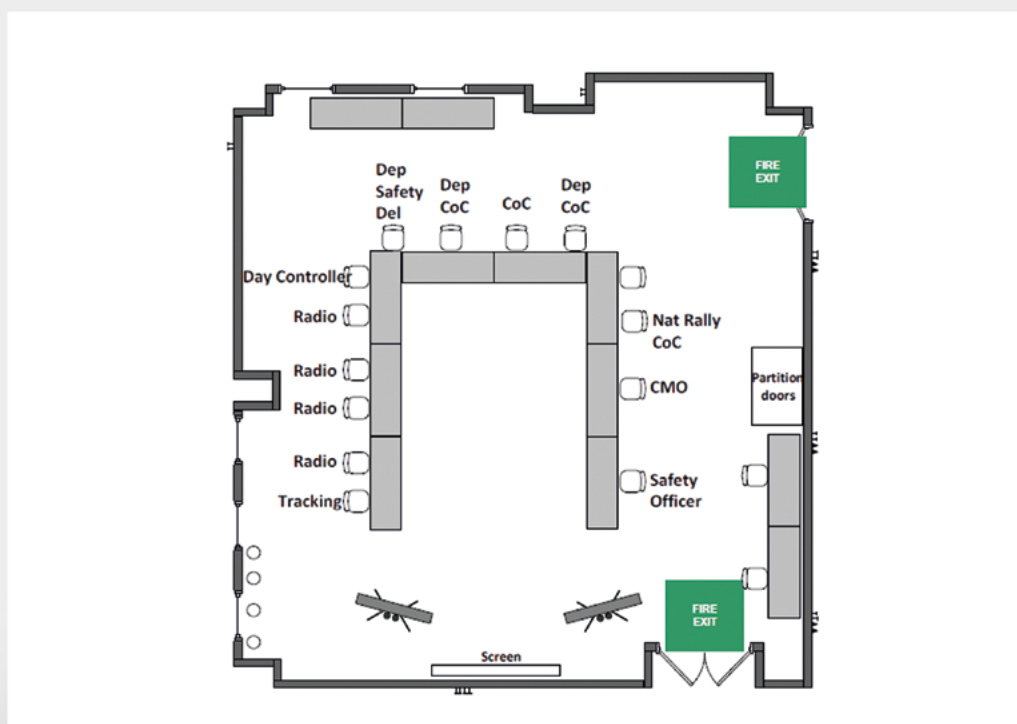 FIRE
EXIT
Dep
Safety
Del
Dep
CoC
CoC
Dep
CoC
Day Controller
Radio
Nat Rally
CoC
Radio
CMO
Partition
doors
Radio
Radio
Tracking
Safety
Officer
FIRE
EXIT
Screen